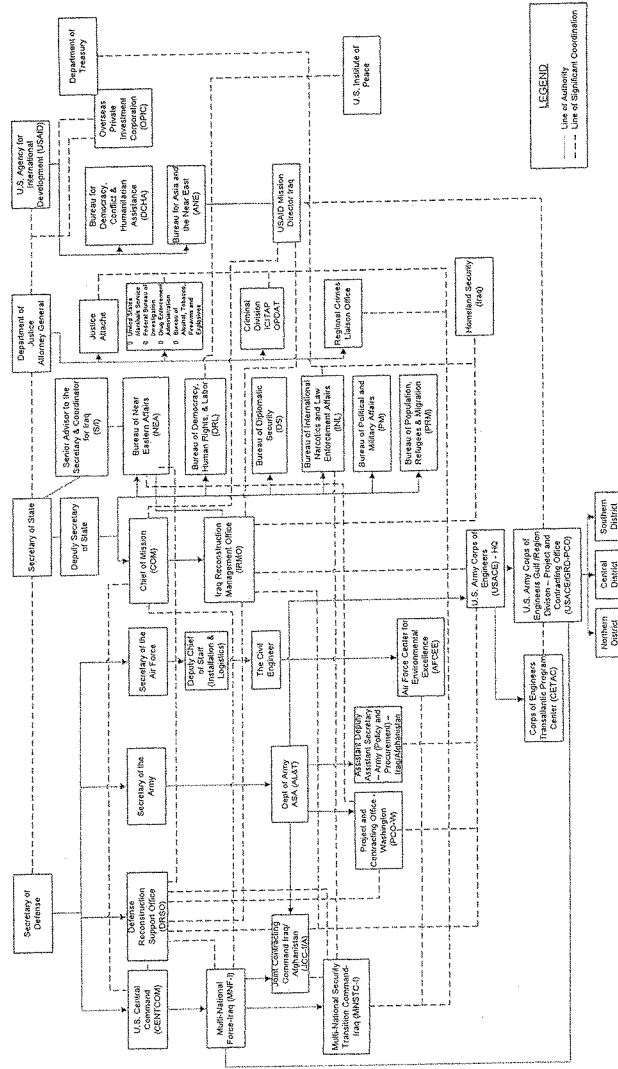 Secretary of
Defense
Secretary of State
Department of
Justice
Attorney General
U.S. Agency for
International
Development (USAID)
Department of
Treasury
Deputy Secretary
of State
Senior Advisor to the
Secretary & Coordinator
for Iraq
(S/I)
Overseas
Private
Investment
Corporation
(OPIC)
U.S. Central
Command
(CENTCOM)
Defense
Reconstruction
Support Office
(DRSO)
Secretary of the
Army
Secretary of the
Air Force
Chief of Mission
(COM)
Bureau of Near
Eastern Affairs
(NEA)
Justice
Attache
Bureau for
Democracy,
Conflict &
Humanitarian
Assistance
(DCHA)
United States
Marshals Service
Federal Bureau of
Investigation
Drug Enforcement
Administration
Bureau of
Alcohol, Tobacco,
Firearms and
Explosives
Bureau for Asia and
the Near East
(ANE)
Multi-National
Force-Iraq (MNF-I)
Deputy Chief
of Staff
(Installation &
Logistics)
Iraq Reconstruction
Management Office
(IRMO)
Bureau of Democracy,
Human Rights, & Labor
(DRL)
Criminal
Division
ICITAP
OPDAT
USAID Mission
Director Iraq
Joint Contracting
Command Iraq/
Afghanistan
(JCC-I/A)
Dept of Army
ASA (AL&T)
The Civil
Engineer
Bureau of Diplomatic
Security
(DS)
Regional Crimes
Liaison Office
U.S. Institute of
Peace
Multi-National Security
Transition Command-
Iraq (MNSTC-I)
Project and
Contracting Office -
Washington
(PCO-W)
Assistant Deputy
Assistant Secretary
– Army (Policy and
Procurement) –
Iraq/Afghanistan
Air Force Center for
Environmental
Excellence
(AFCEE)
Bureau of International
Narcotics and Law
Enforcement Affairs
(INL)
Bureau of Political and
Military Affairs
(PM)
Bureau of Population,
Refugees & Migration
(PRM)
Homeland Security
(Iraq)
U.S. Army Corps of
Engineers
(USACE) - HQ
Corps of Engineers
Transatlantic Program
Center (CETAC)
U.S. Army Corps of
Engineers Gulf /Region
Divison – Project and
Contracting Office
(USACE/GRD-PCO)
Northern
District
Central
District
Southern
District
LEGEND
Line of Authority
Line of Significant Coordination